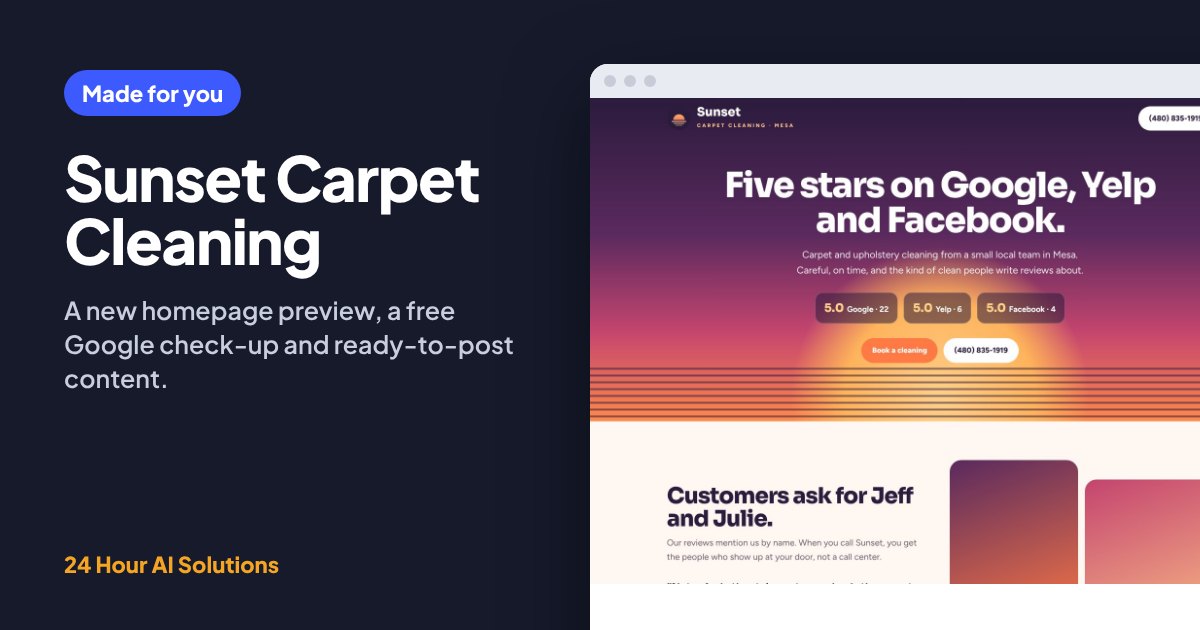 Made for you
Sunset Carpet
Cleaning
A new homepage preview, a free
Google check-up and ready-to-post
content.
24 Hour AI Solutions
Sunset
CARPET CLEANING · MESA
(480) 835-1919
Five stars on Google, Yelp
and Facebook.
Carpet and upholstery cleaning from a small local team in Mesa.
Careful, on time, and the kind of clean people write reviews about.
5.0 Google · 22
5.0 Yelp · 6
5.0 Facebook · 4
Book a cleaning
(480) 835-1919
Customers ask for Jeff
and Julie.
Our reviews mention us by name. When you call Sunset, you get
the people who show up at your door, not a call center.